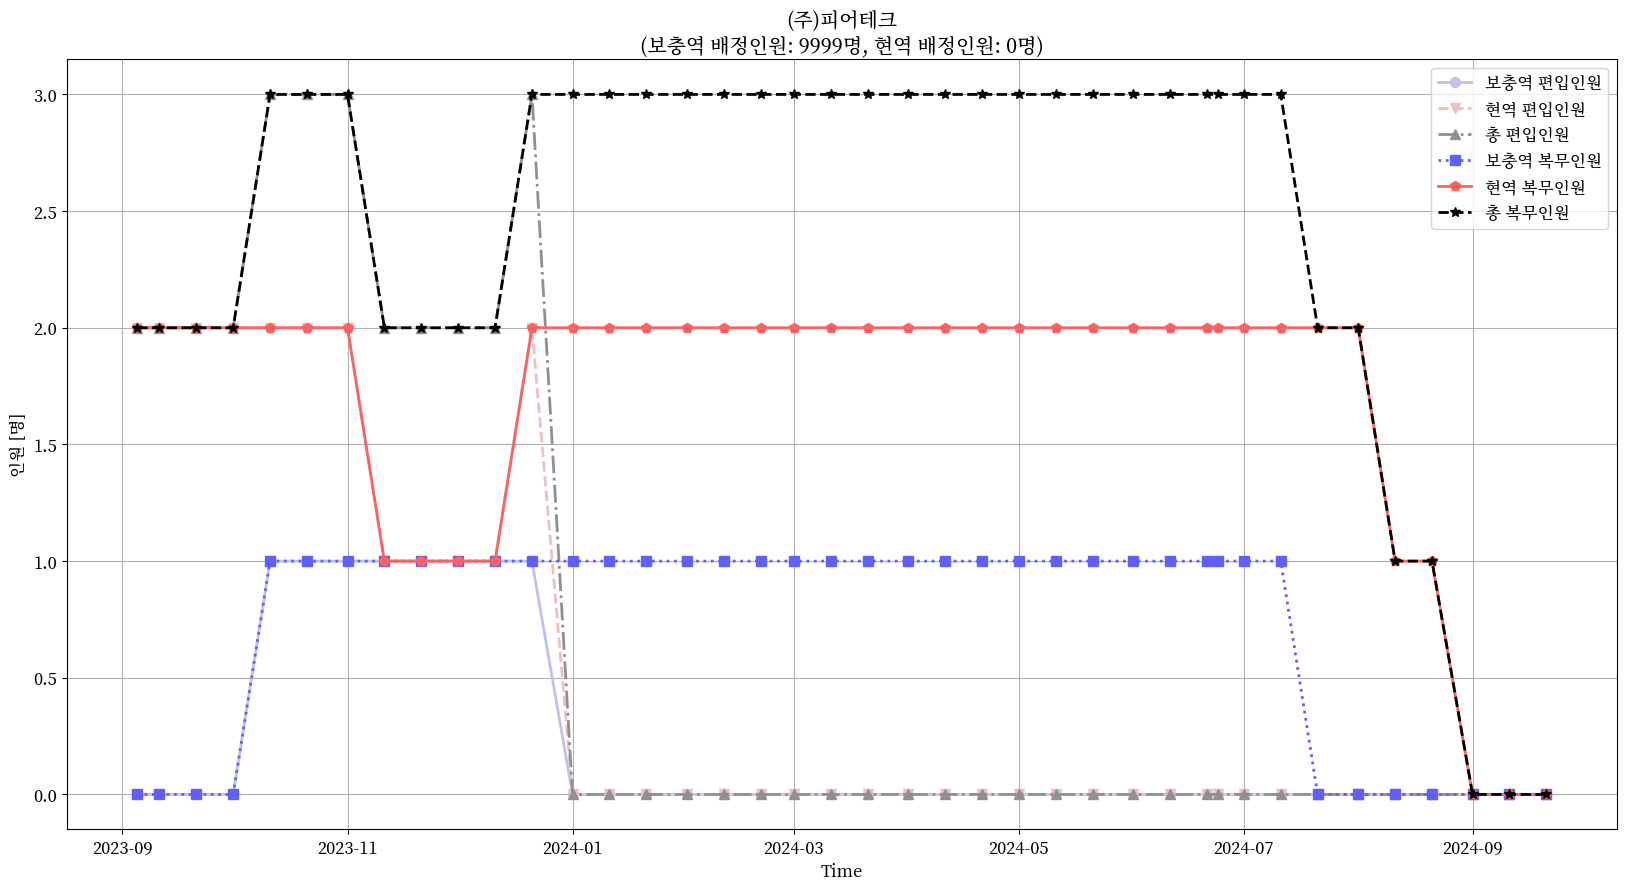 (주)피어테크
(보충역 배정인원: 9999명, 현역 배정인원: 0명)
보충역 편입인원
현역 편입인원
총 편입인원
보충역 복무인원
현역 복무인원
총 복무인원
3.0
2.5
2.0
1.5
1.0
0.5
0.0
인원 [명]
2023-09 2023-11 2024-01 2024-03 2024-05 2024-07 2024-09
Time